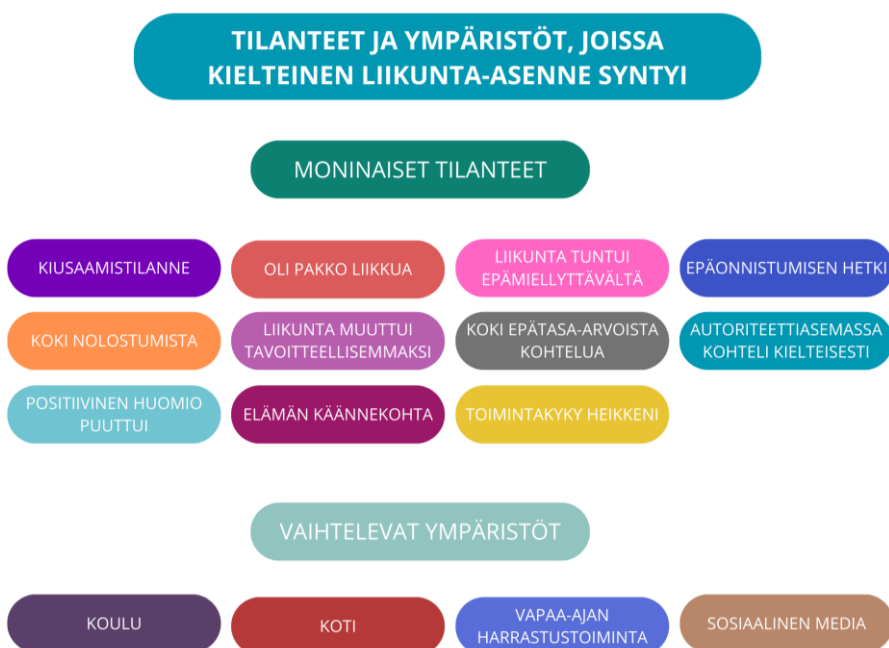 TILANTEET JA YMPÄRISTÖT, JOISSA
KIELTEINEN LIIKUNTA-ASENNE SYNTYI
MONINAISET TILANTEET
KIUSAAMISTILANNE
OLI PAKKO LIIKKUA
LIIKUNTA TUNTUI
EPÄMIELLYTTÄVÄLTÄ
EPÄONNISTUMISEN HETKI
KOKI NOLOSTUMISTA
LIIKUNTA MUUTTUI
TAVOITTEELLISEMMAKSI
KOKI EPÄTASA-ARVOISTA
KOHTELUA
AUTORITEETTIASEMASSA
KOHTELI KIELTEISESTI
POSITIIVINEN HUOMIO
PUUTTUI
ELÄMÄN KÄÄNNEKOHTA
TOIMINTAKYKY HEIKKENI
VAIHTELEVAT YMPÄRISTÖT
KOULU
KOTI
VAPAA-AJAN
HARRASTUSTOIMINTA
SOSIAALINEN MEDIA